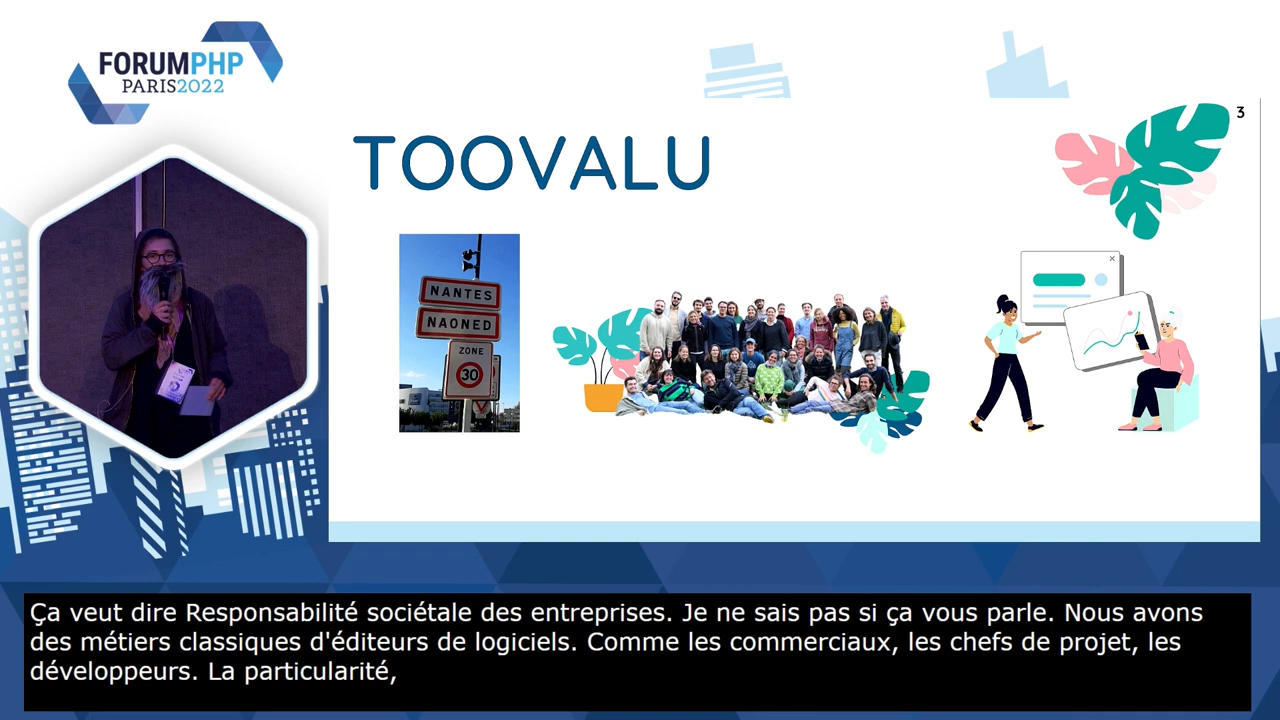 FORUMPHP
PARIS2022
3
TOOVALU
NANTES
NAONED
ZONE
30
Ça veut dire Responsabilité sociétale des entreprises. Je ne sais pas si ça vous parle. Nous avons
des métiers classiques d'éditeurs de logiciels. Comme les commerciaux, les chefs de projet, les
développeurs. La particularité,